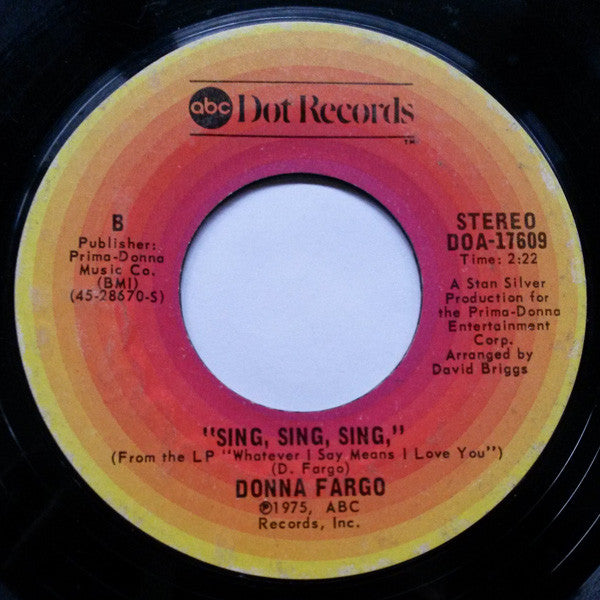 abc Dot Records
™
B
Publisher:
Prima-Donna
Music Co.
(BMI)
(45-28670-S)
STEREO
DOA-17609
Time: 2:22
A Stan Silver
Production for
the Prima-Donna
Entertainment
Corp.
Arranged by
David Briggs
"SING, SING, SING,"
(From the LP "Whatever I Say Means I Love You")
(D. Fargo)
DONNA FARGO
℗1975, ABC
Records, Inc.